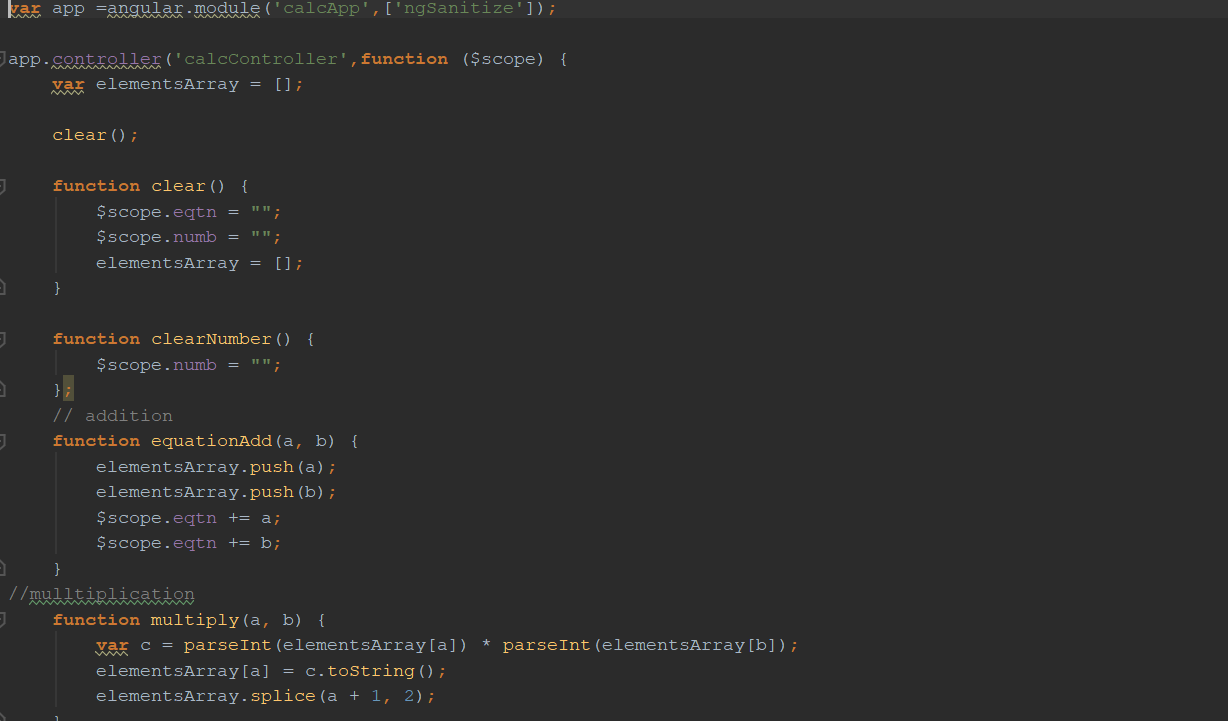 var app =angular.module('calcApp',['ngSanitize']);
app.controller('calcController',function ($scope) {
var elementsArray = [];
clear();
function clear() {
$scope.eqtn = "";
$scope.numb = "";
elementsArray = [];
}
function clearNumber() {
$scope.numb = "";
};
// addition
function equationAdd(a, b) {
elementsArray.push(a);
elementsArray.push(b);
$scope.eqtn += a;
$scope.eqtn += b;
}
//mulltiplication
function multiply(a, b) {
var c = parseInt(elementsArray[a]) * parseInt(elementsArray[b]);
elementsArray[a] = c.toString();
elementsArray.splice(a + 1, 2);
}